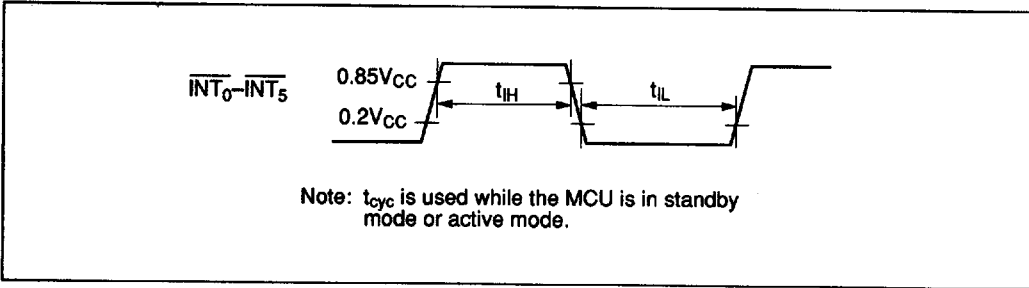 INT0–INT5
0.85VCC
tIH
tIL
0.2VCC
Note: tcyc is used while the MCU is in standby
mode or active mode.